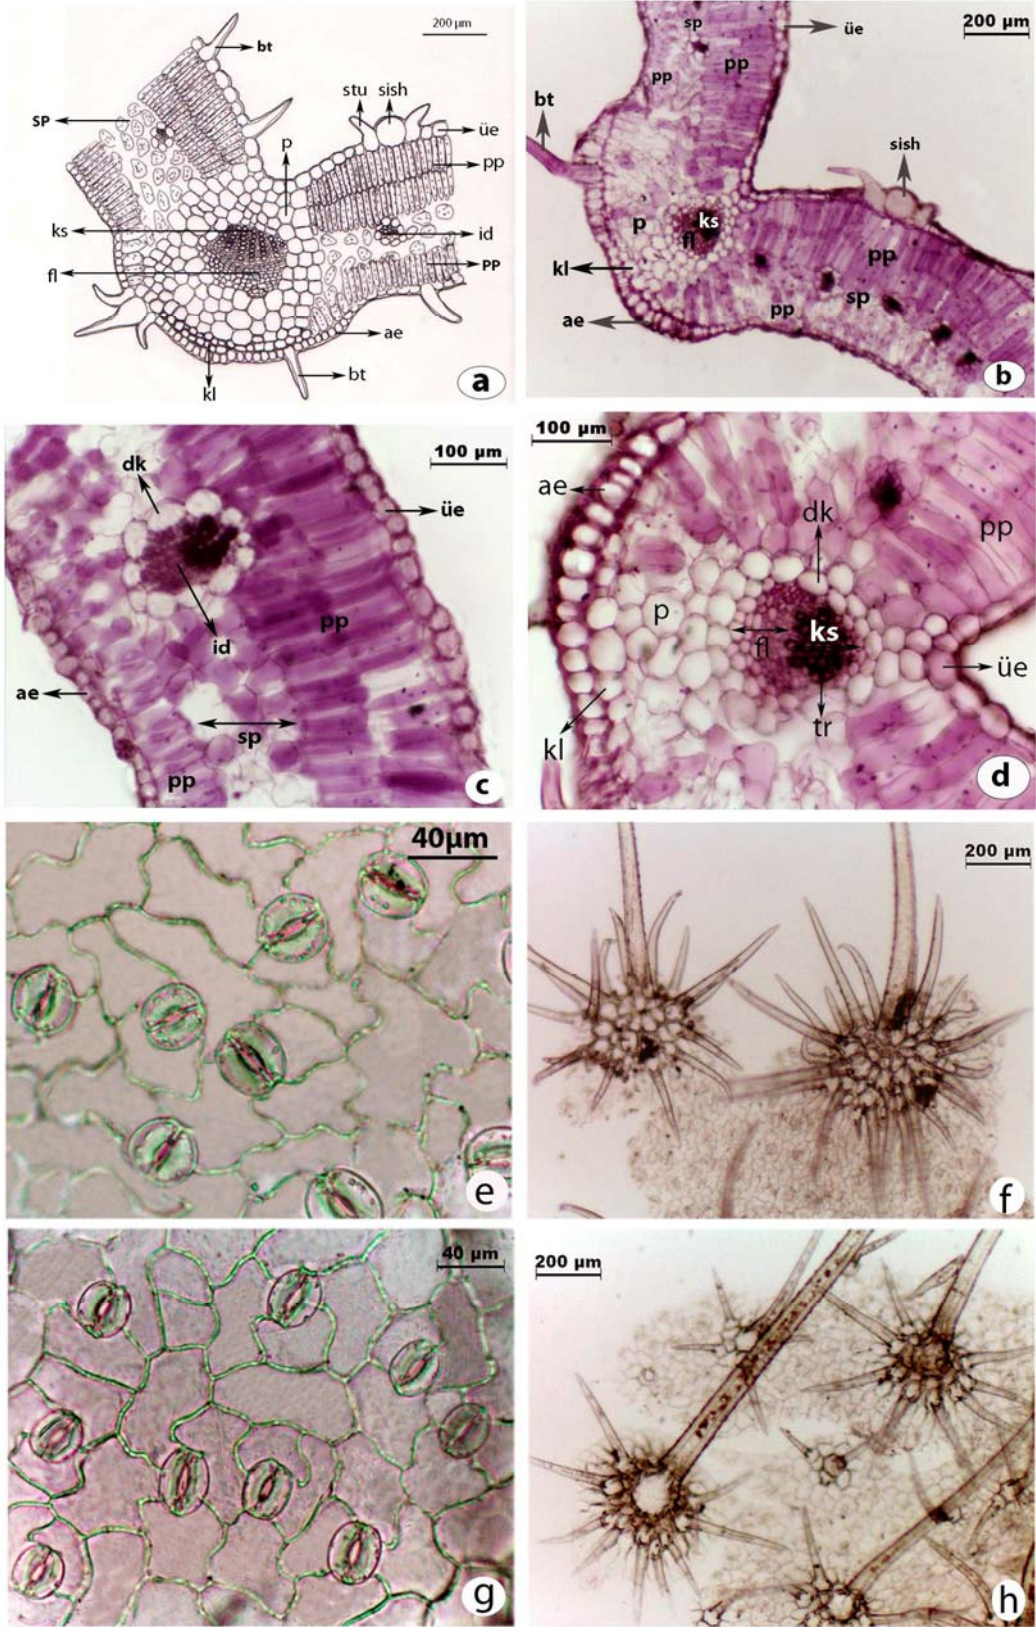 200 µm
bt
SP
stu
sish
üe
p
pp
ks
id
fl
PP
ae
bt
kl
a
sp
üe
200 µm
pp
pp
bt
sish
p
ks
fl
kl
pp
sp
pp
ae
b
100 µm
dk
üe
pp
id
ae
sp
pp
c
100 µm
ae
dk
pp
p
ks
fl
üe
tr
kl
d
40µm
e
200 µm
f
40 µm
g
200 µm
h